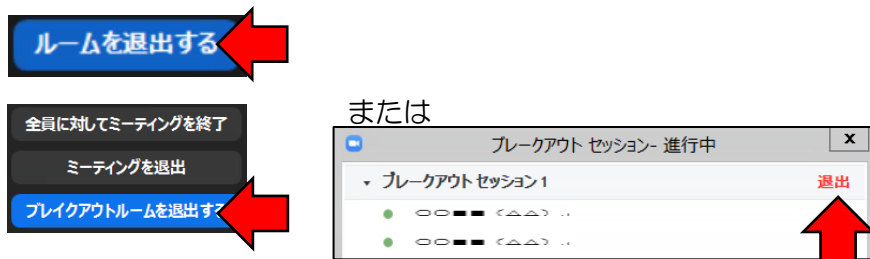 ルームを退出する
全員に対してミーティングを終了
ミーティングを退出
ブレイクアウトルームを退出する
または
ブレークアウト セッション- 進行中
x
ブレークアウト セッション 1
退出